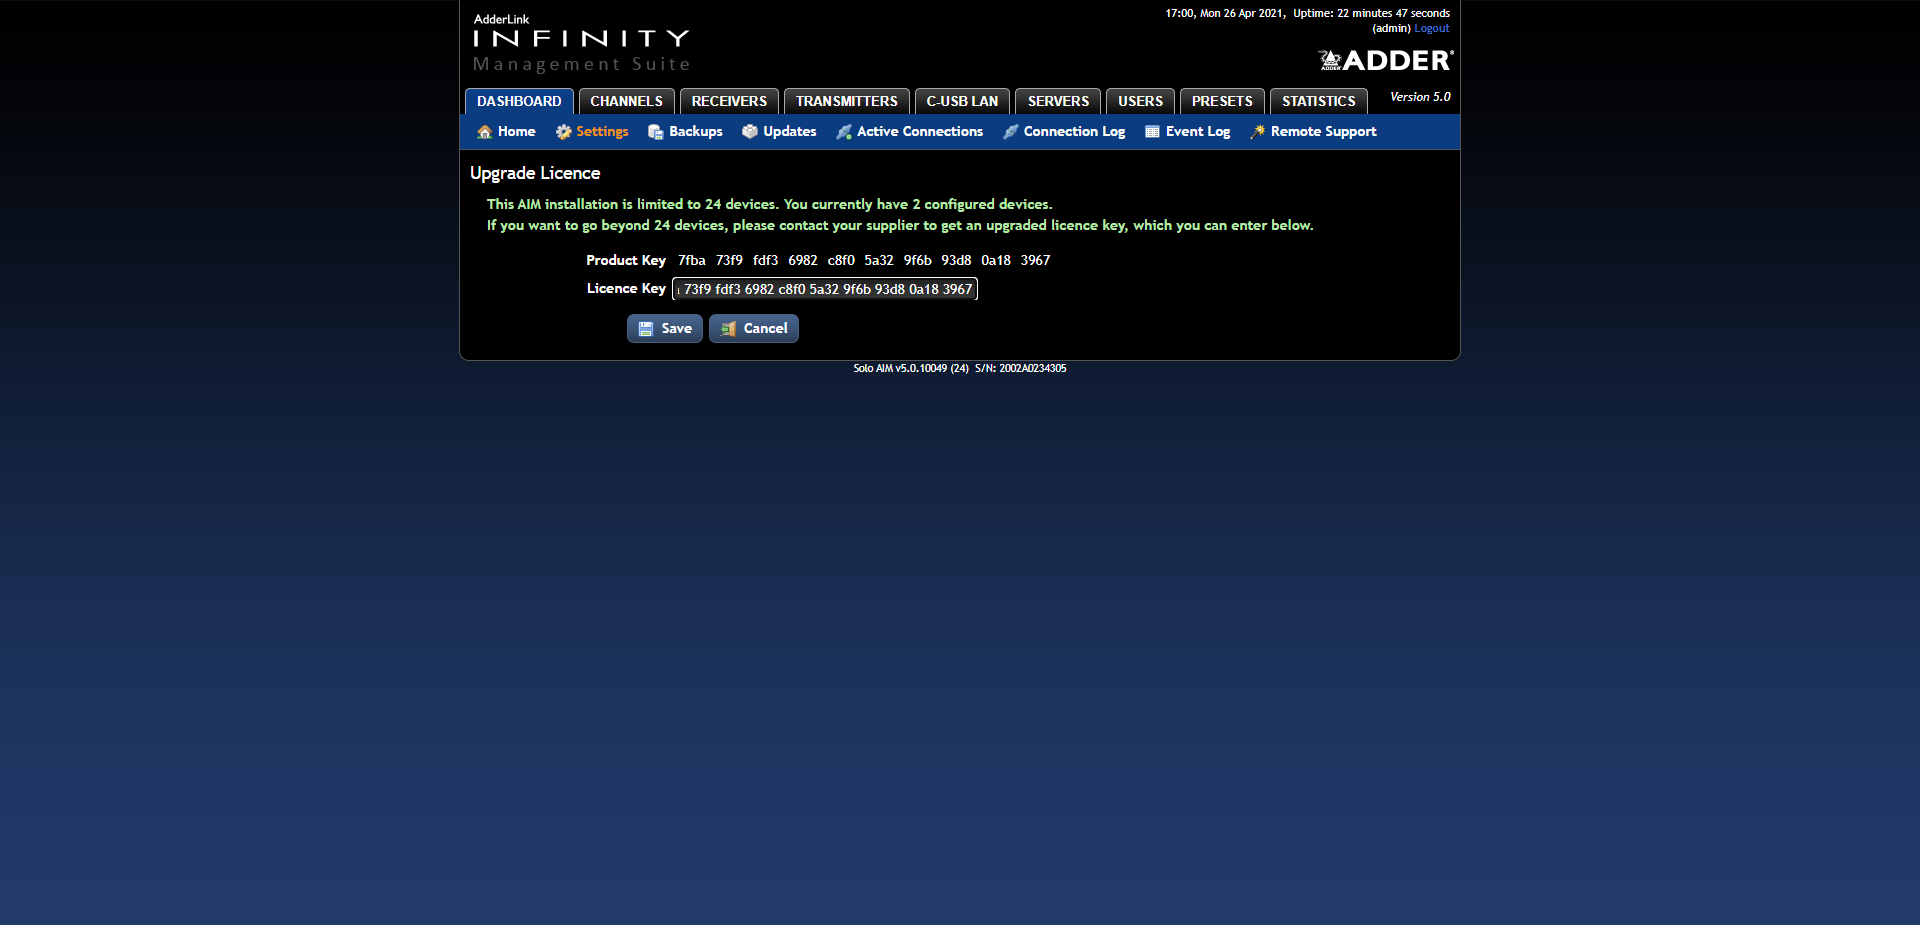 AdderLink
INFINITY
Management Suite
17:00, Mon 26 Apr 2021, Uptime: 22 minutes 47 seconds
(admin) Logout
ADDER
ADDER®
DASHBOARD CHANNELS RECEIVERS TRANSMITTERS C-USB LAN SERVERS USERS PRESETS STATISTICS Version 5.0
Home Settings Backups Updates Active Connections Connection Log Event Log Remote Support
Upgrade Licence
This AIM installation is limited to 24 devices. You currently have 2 configured devices.
If you want to go beyond 24 devices, please contact your supplier to get an upgraded licence key, which you can enter below.
Product Key 7fba 73f9 fdf3 6982 c8f0 5a32 9f6b 93d8 0a18 3967
Licence Key 73f9 fdf3 6982 c8f0 5a32 9f6b 93d8 0a18 3967
Save Cancel
Solo AIM v5.0.10049 (24) S/N: 2002A0234305